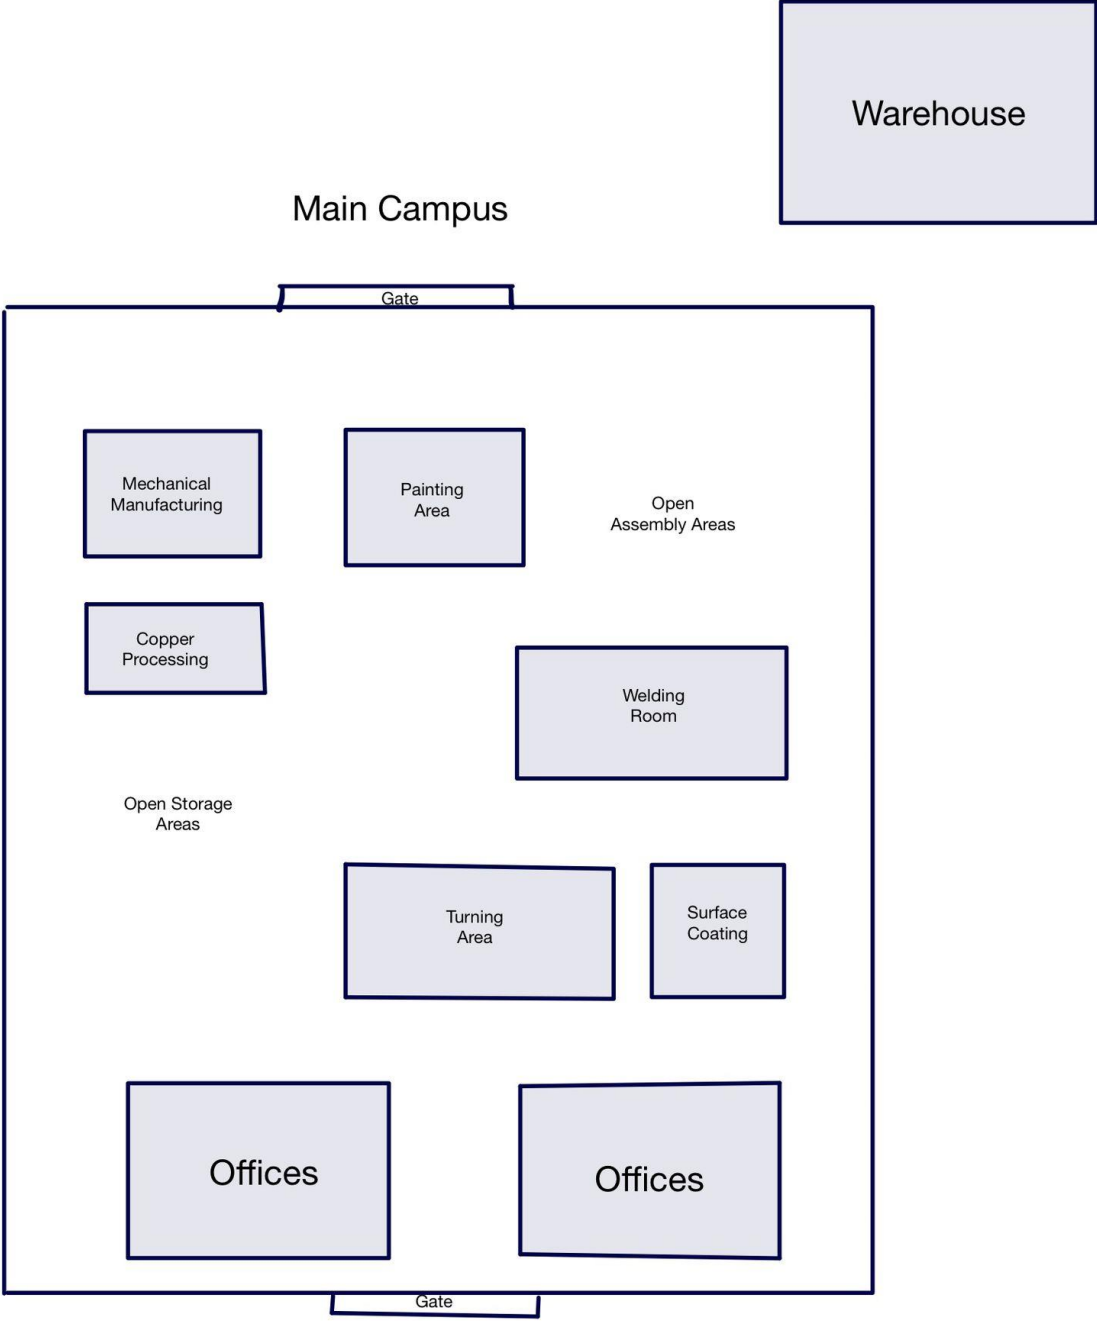 Warehouse
Main Campus
Gate
Mechanical
Manufacturing
Painting
Area
Open
Assembly Areas
Copper
Processing
Welding
Room
Open Storage
Areas
Turning
Area
Surface
Coating
Offices
Offices
Gate